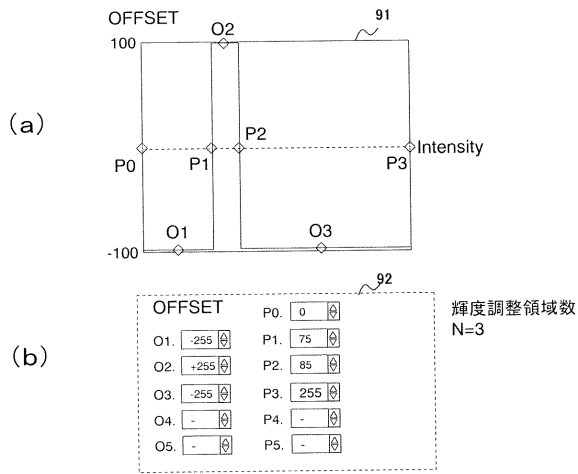 OFFSET
91
100
O2
(a)
P0
P1
P2
P3
Intensity
O1
O3
-100
92
(b)
OFFSET
P0. 0
O1. -255
P1. 75
O2. +255
P2. 85
O3. -255
P3. 255
O4. -
P4. -
O5. -
P5. -
輝度調整領域数
N=3